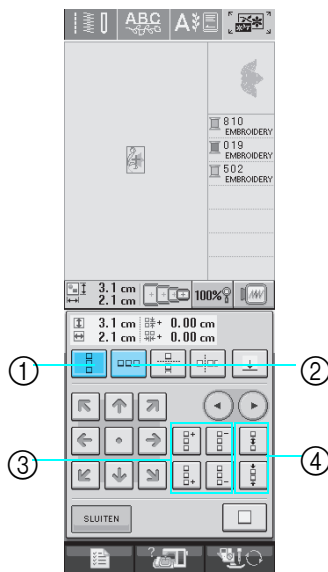 ABC A
810
EMBROIDERY
019
EMBROIDERY
502
EMBROIDERY
3.1 cm
2.1 cm 100%
3.1 cm + 0.00 cm
2.1 cm + 0.00 cm
① ②
③ ④
SLUITEN
?